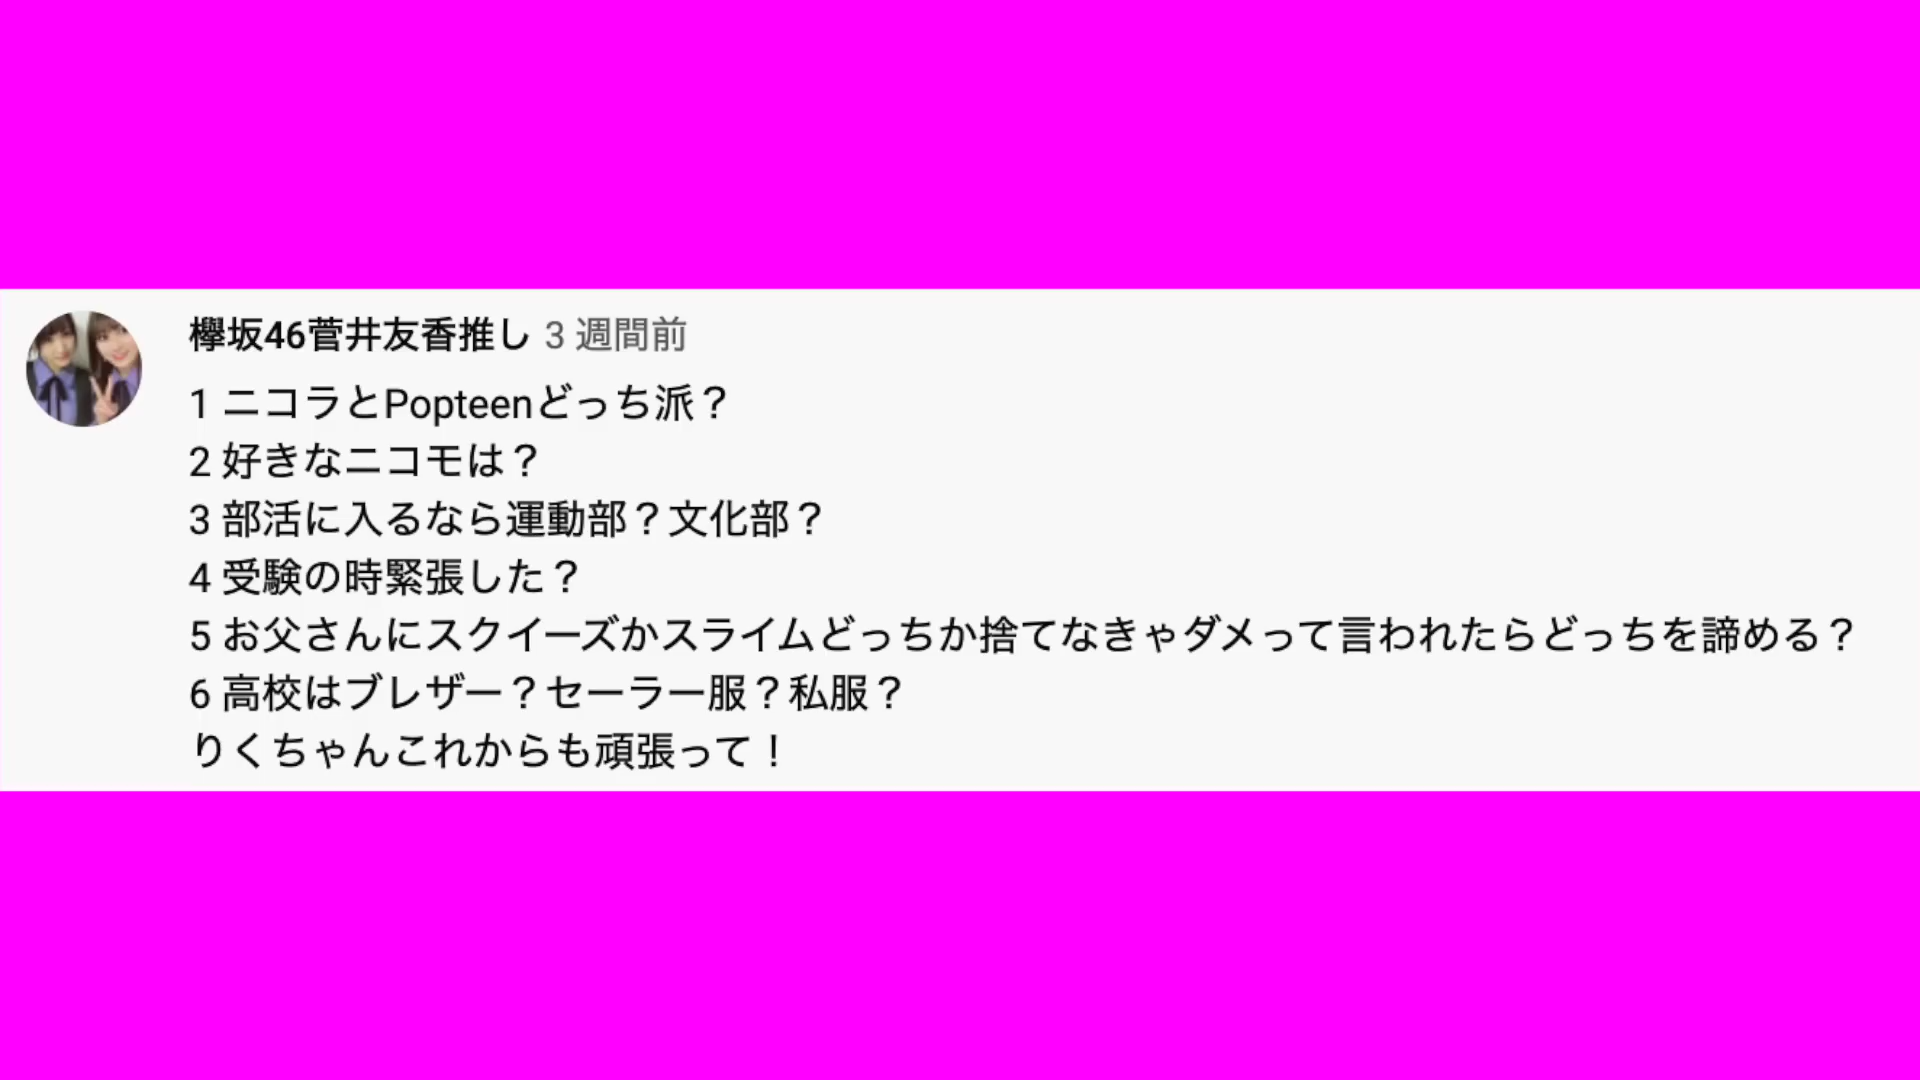 欅坂46菅井友香推し 3 週間前
1 ニコラとPopteenどっち派？
2 好きなニコモは？
3 部活に入るなら運動部？文化部？
4 受験の時緊張した？
5 お父さんにスクイーズかスライムどっちか捨てなきゃダメって言われたらどっちを諦める？
6 高校はブレザー？セーラー服？私服？
りくちゃんこれからも頑張って！